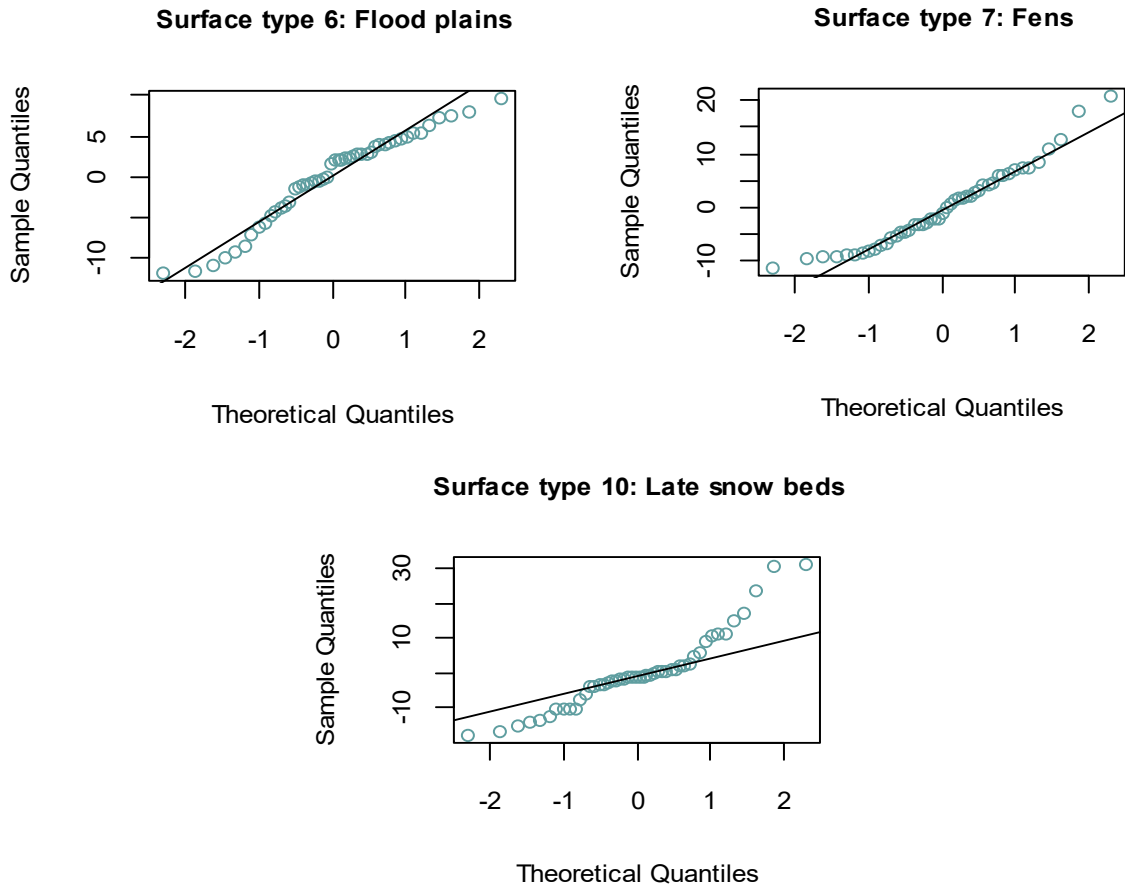 Surface type 6: Flood plains
Sample Quantiles
-10 0 5
-2 -1 0 1 2
Theoretical Quantiles
Surface type 7: Fens
Sample Quantiles
-10 0 10 20
-2 -1 0 1 2
Theoretical Quantiles
Surface type 10: Late snow beds
Sample Quantiles
-10 10 30
-2 -1 0 1 2
Theoretical Quantiles